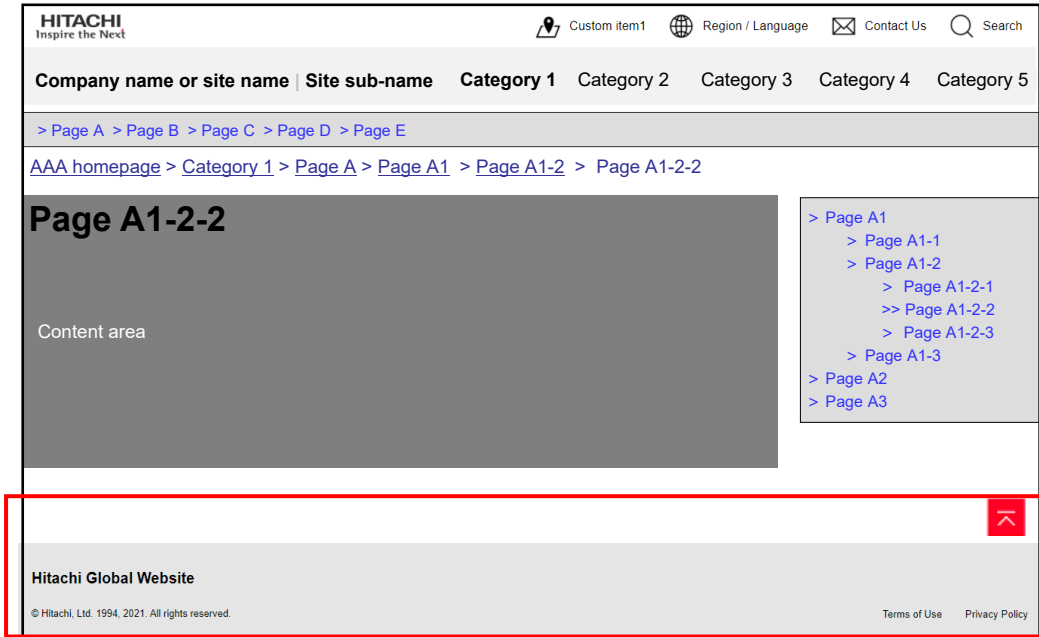 HITACHI
Inspire the Next
Custom item1 Region / Language Contact Us Search
Company name or site name | Site sub-name Category 1 Category 2 Category 3 Category 4 Category 5
> Page A > Page B > Page C > Page D > Page E
AAA homepage > Category 1 > Page A > Page A1 > Page A1-2 > Page A1-2-2
Page A1-2-2
Content area
> Page A1
> Page A1-1
> Page A1-2
> Page A1-2-1
>> Page A1-2-2
> Page A1-2-3
> Page A1-3
> Page A2
> Page A3
Hitachi Global Website
© Hitachi, Ltd. 1994, 2021. All rights reserved. Terms of Use Privacy Policy